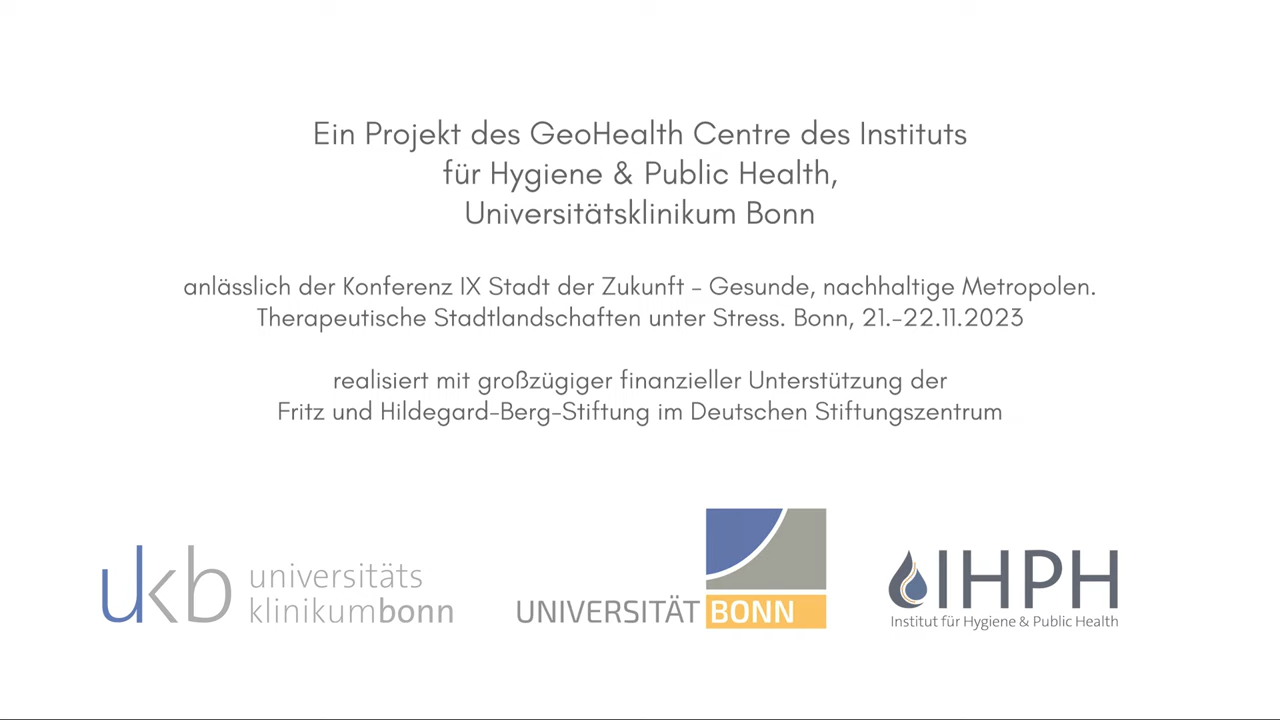 Ein Projekt des GeoHealth Centre des Instituts
für Hygiene & Public Health,
Universitätsklinikum Bonn
anlässlich der Konferenz IX Stadt der Zukunft – Gesunde, nachhaltige Metropolen.
Therapeutische Stadtlandschaften unter Stress. Bonn, 21.-22.11.2023
realisiert mit großzügiger finanzieller Unterstützung der
Fritz und Hildegard-Berg-Stiftung im Deutschen Stiftungszentrum
ukb universitäts
klinikumbonn
UNIVERSITÄT BONN
IHPH
Institut für Hygiene & Public Health